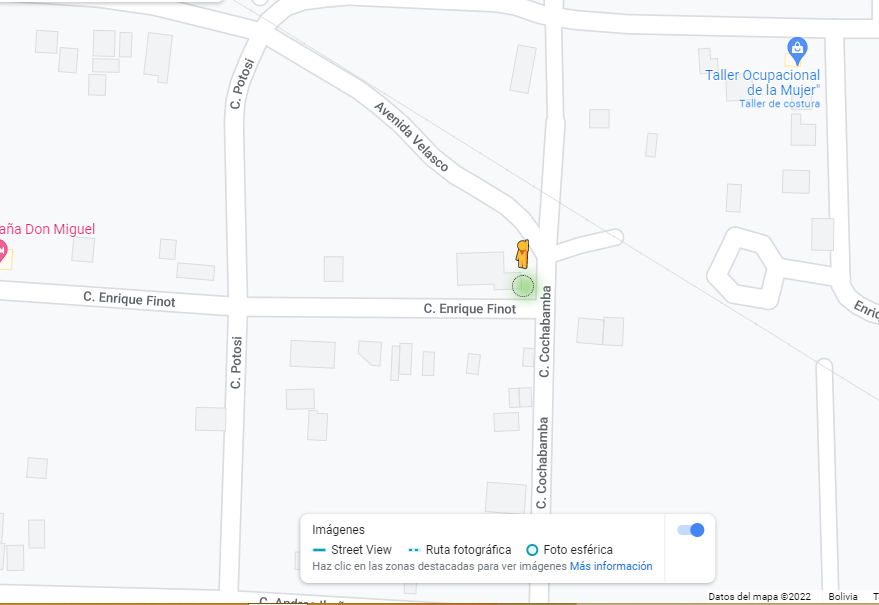 C. Potosi
Avenida Velasco
Taller Ocupacional
de la Mujer"
Taller de costura
aña Don Miguel
C. Enrique Finot
C. Enrique Finot
C. Cochabamba
C. Potosi
C. Cochabamba
Imágenes
Street View
Ruta fotográfica
Foto esférica
Haz clic en las zonas destacadas para ver imágenes Más información
Datos del mapa ©2022
Bolivia